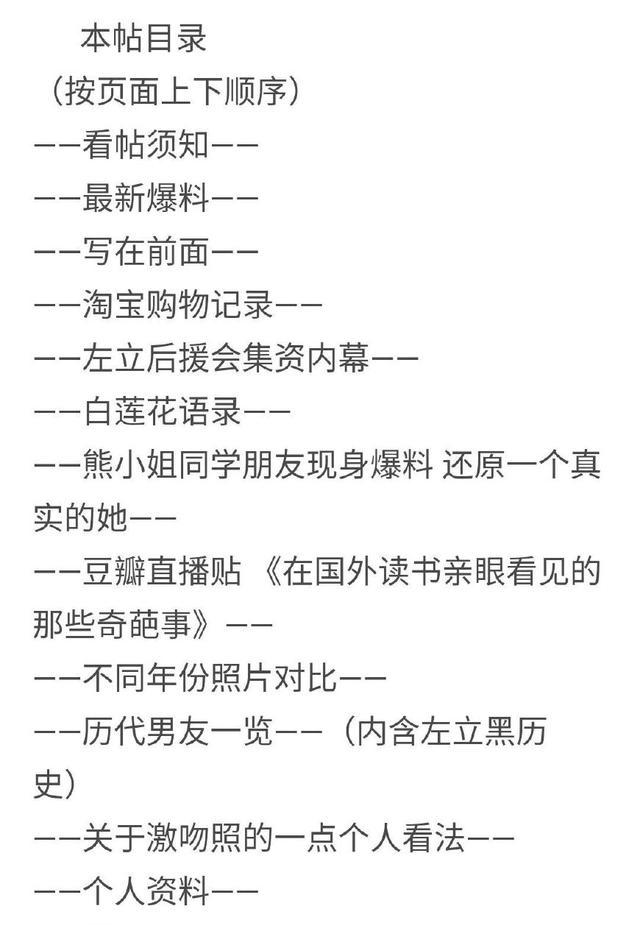 本帖目录
（按页面上下顺序）
——看帖须知——
——最新爆料——
——写在前面——
——淘宝购物记录——
——左立后援会集资内幕——
——白莲花语录——
——熊小姐同学朋友现身爆料 还原一个真
实的她——
——豆瓣直播贴 《在国外读书亲眼看见的
那些奇葩事》——
——不同年份照片对比——
——历代男友一览——（内含左立黑历
史）
——关于激吻照的一点个人看法——
——个人资料——